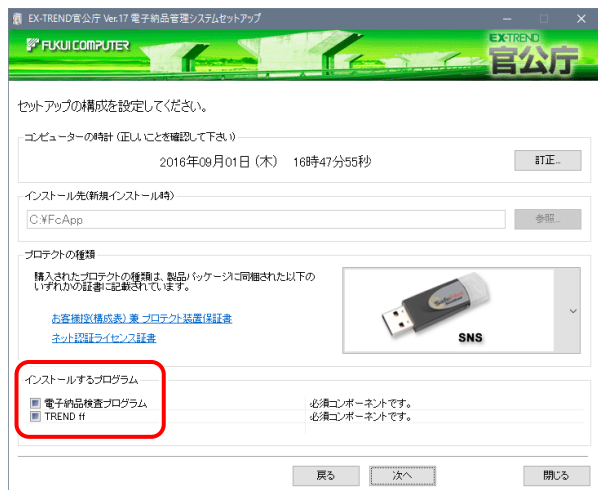 EX-TREND官公庁 Ver.17 電子納品管理システムセットアップ
FUKUI COMPUTER
EX-TREND
官公庁
セットアップの構成を設定してください。
コンピューターの時計 (正しいことを確認して下さい)
2016年09月01日 (木) 16時47分55秒
訂正...
インストール先(新規インストール時)
C:¥FcApp
参照...
プロテクトの種類
購入されたプロテクトの種類は、製品パッケージに同梱された以下の
いずれかの証書に記載されています。
お客様控(構成表) 兼 プロテクト装置保証書
ネット認証ライセンス証書
SNS
インストールするプログラム
電子納品検査プログラム 必須コンポーネントです。
TREND ff 必須コンポーネントです。
戻る 次へ 閉じる